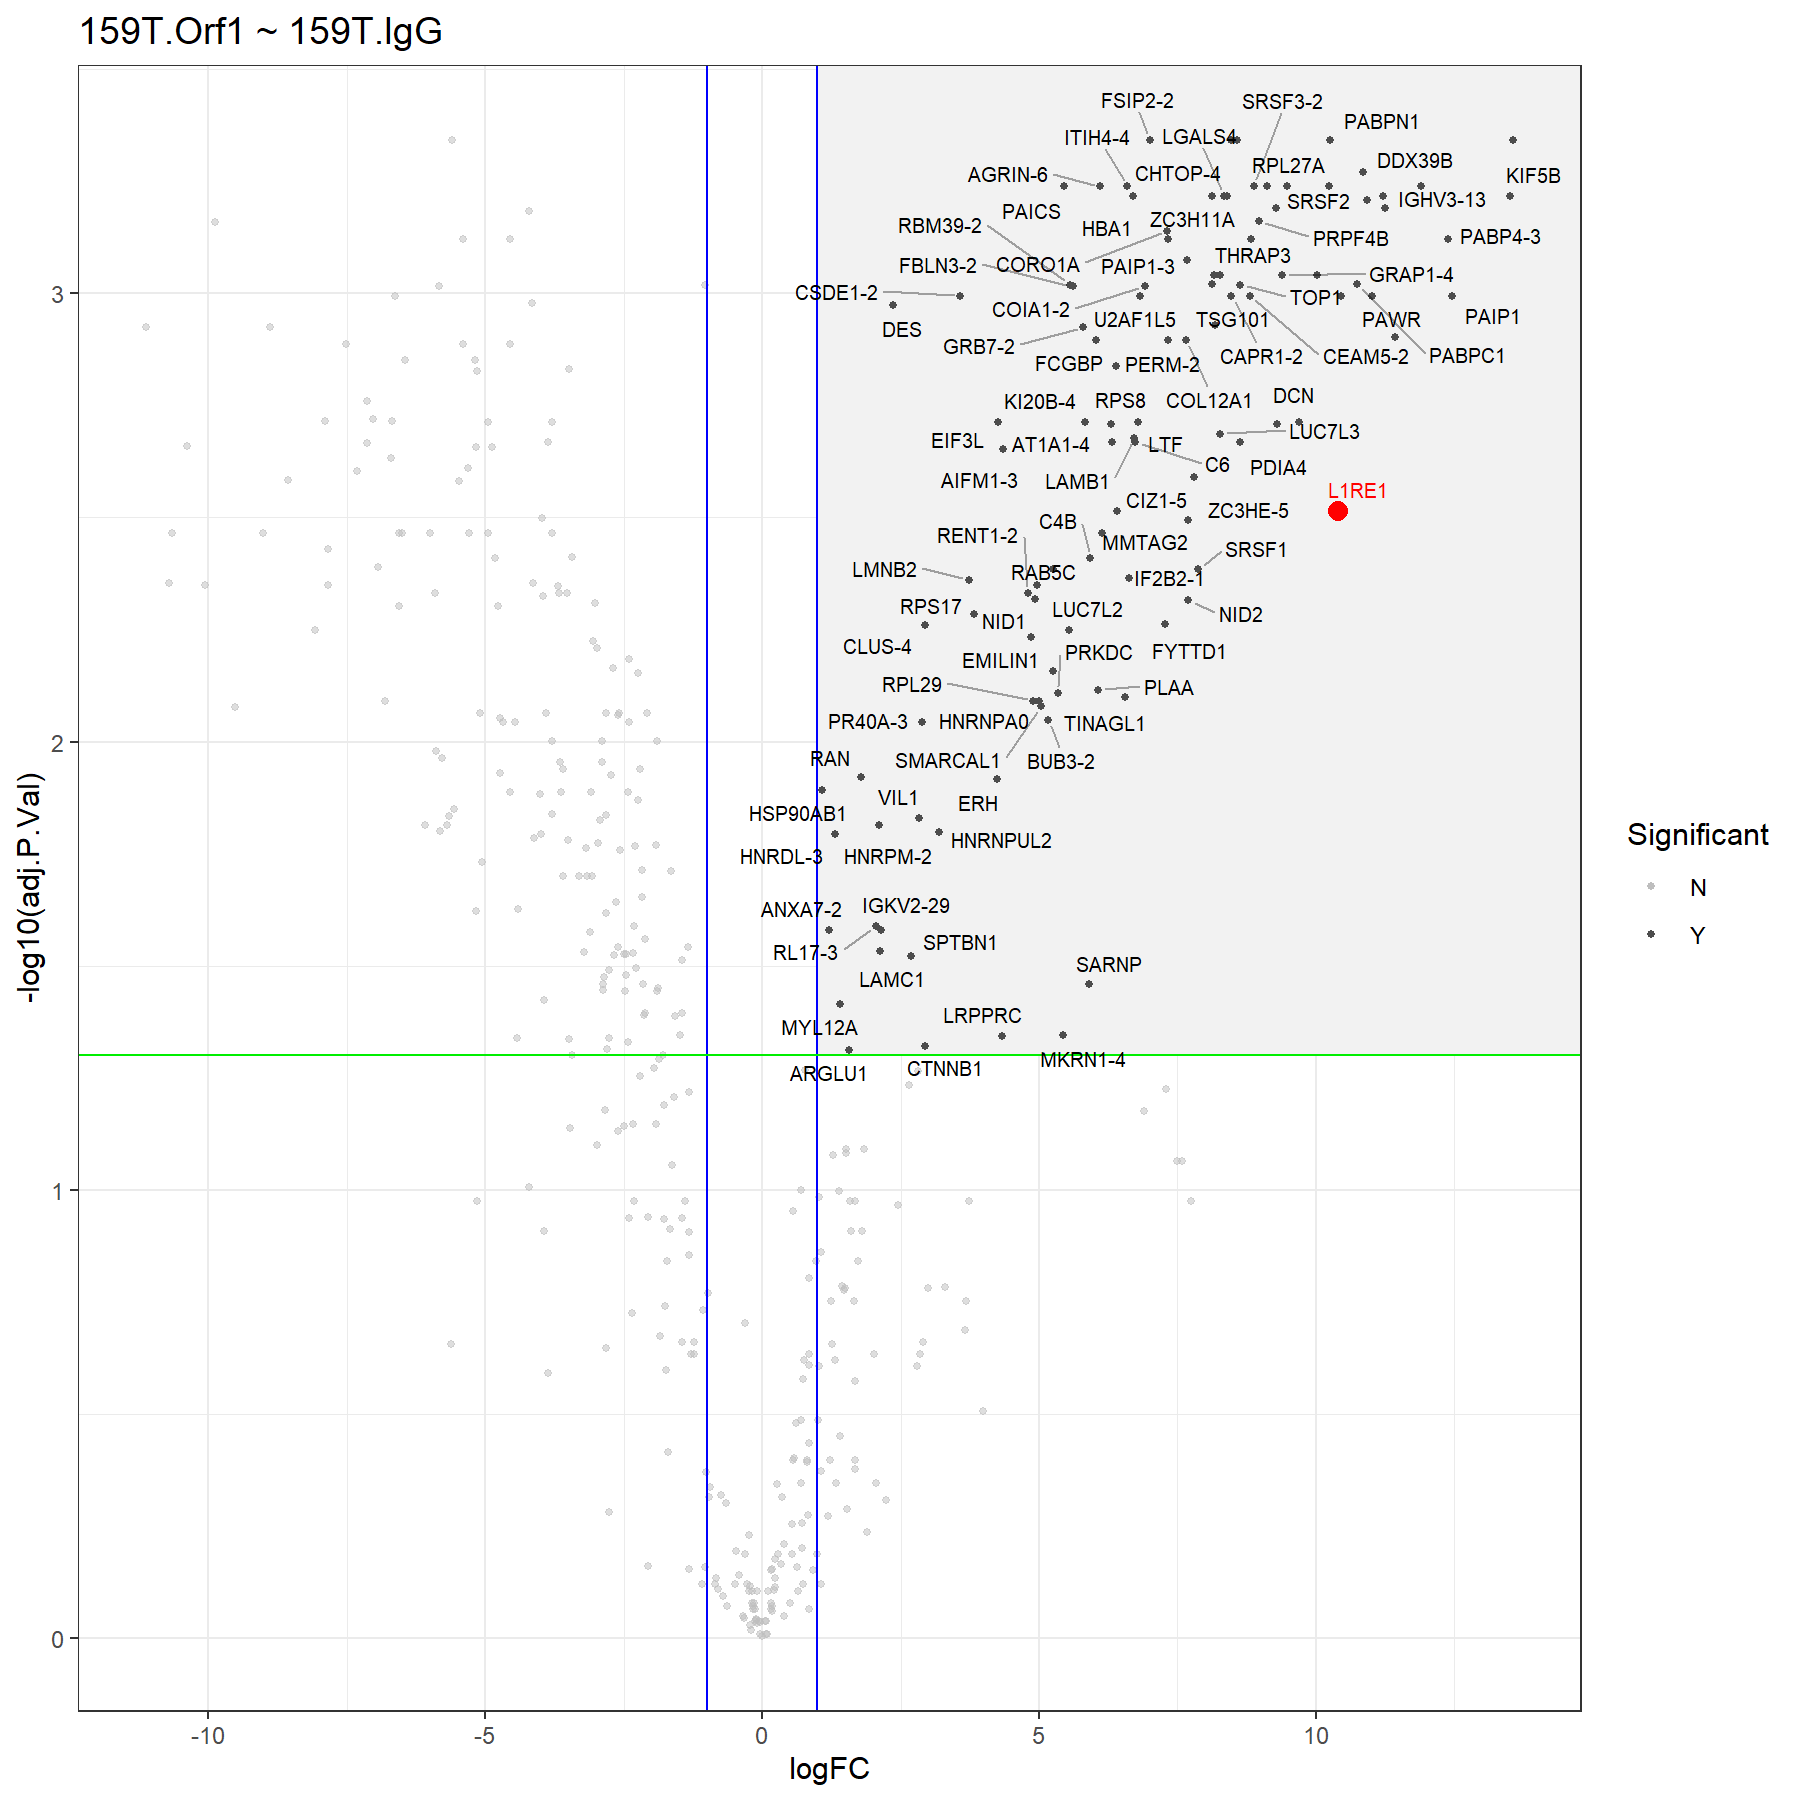 159T.Orf1 ~ 159T.IgG
FSIP2-2
SRSF3-2
PABPN1
ITIH4-4
LGALS4
DDX39B
RPL27A
AGRIN-6
CHTOP-4
KIF5B
SRSF2
IGHV3-13
PAICS
ZC3H11A
RBM39-2
HBA1
PRPF4B
PABP4-3
THRAP3
FBLN3-2
CORO1A
PAIP1-3
GRAP1-4
CSDE1-2
TOP1
COIA1-2
DES
U2AF1L5
TSG101
PAWR
PAIP1
GRB7-2
CAPR1-2
CEAM5-2
PABPC1
FCGBP
PERM-2
KI20B-4
RPS8
COL12A1
DCN
EIF3L
AT1A1-4
LTF
LUC7L3
C6
PDIA4
AIFM1-3
LAMB1
L1RE1
CIZ1-5
ZC3HE-5
C4B
RENT1-2
MMTAG2
SRSF1
LMNB2
RAB5C
IF2B2-1
RPS17
LUC7L2
NID2
NID1
CLUS-4
PRKDC
FYTTD1
EMILIN1
RPL29
PLAA
PR40A-3
HNRNPA0
TINAGL1
RAN
SMARCAL1
BUB3-2
VIL1
ERH
HSP90AB1
HNRNPUL2
HNRDL-3
HNRPM-2
ANXA7-2
IGKV2-29
RL17-3
SPTBN1
LAMC1
SARNP
MYL12A
LRPPRC
ARGLU1
CTNNB1
MKRN1-4
3
2
1
0
-10
-5
0
5
10
logFC
-log10(adj.P.Val)
Significant
N
Y